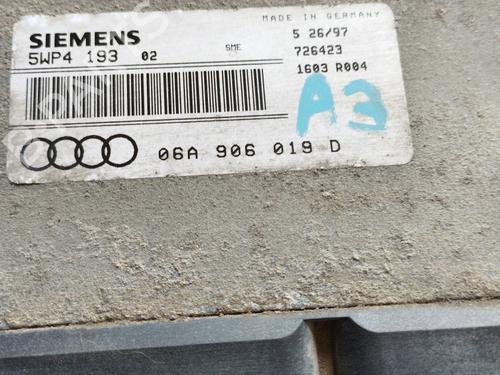 MADE IN GERMANY
SIEMENS
5WP4 193 02 SME
5 26/97
726423
1603 R004
A3
06A 906 019 D